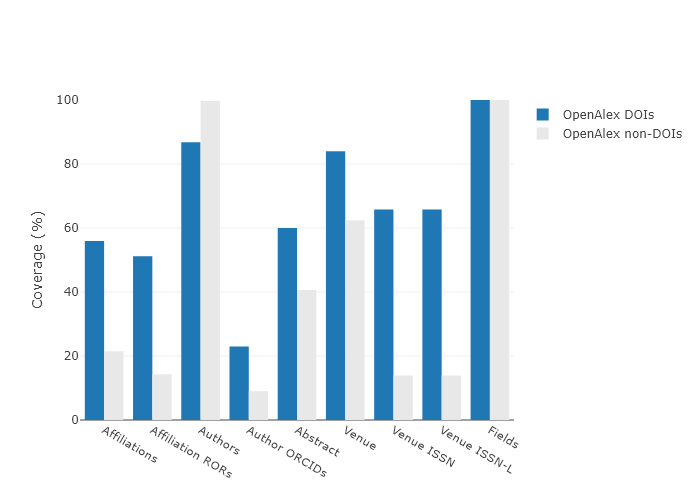 OpenAlex DOIs
OpenAlex non-DOIs
Coverage (%)
100
80
60
40
20
0
Affiliations
Affiliation RORs
Authors
Author ORCIDs
Abstract
Venue
Venue ISSN
Venue ISSN-L
Fields